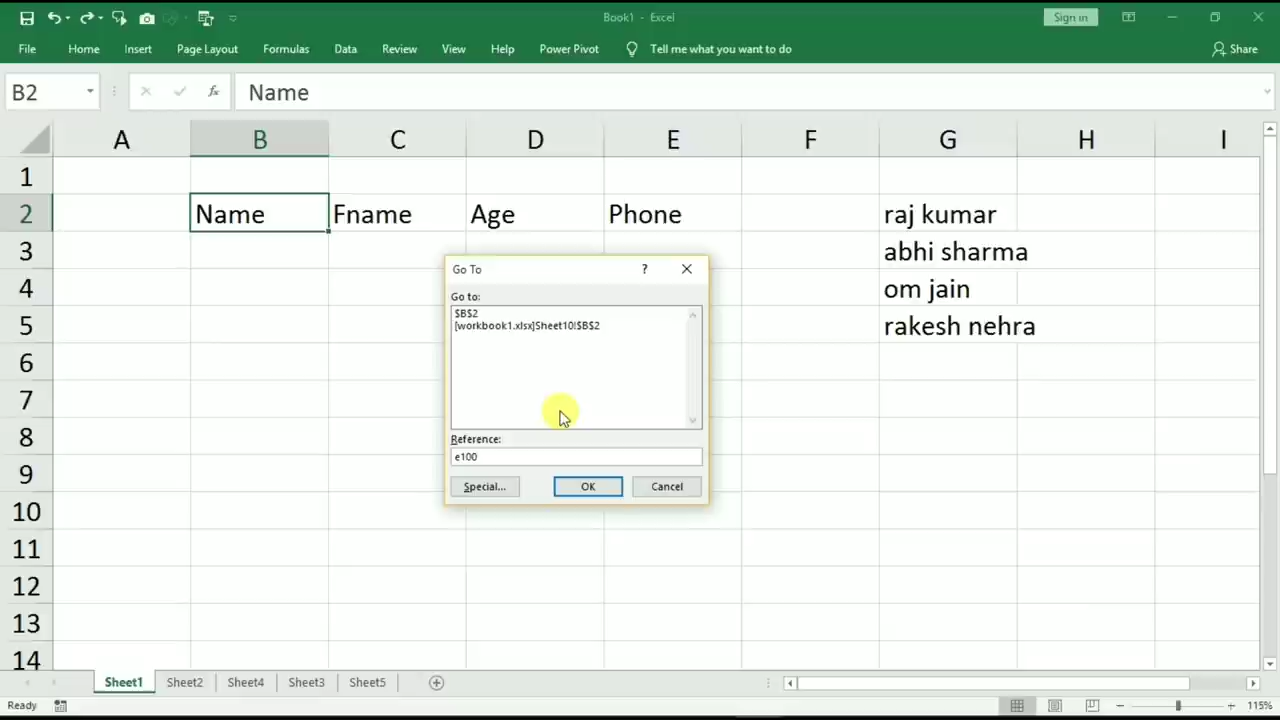 Book1 - Excel
Sign in
File Home Insert Page Layout Formulas Data Review View Help Power Pivot Tell me what you want to do Share
B2 fx Name
A B C D E F G H I
1
2 Name Fname Age Phone raj kumar
3 abhi sharma
4 om jain
5 rakesh nehra
6
7
8
9
10
11
12
13
14
Go To ?
Go to:
$B$2
[workbook1.xlsx]Sheet10!$B$2
Reference:
e100
Special... OK Cancel
Sheet1 Sheet2 Sheet4 Sheet3 Sheet5
Ready 115%